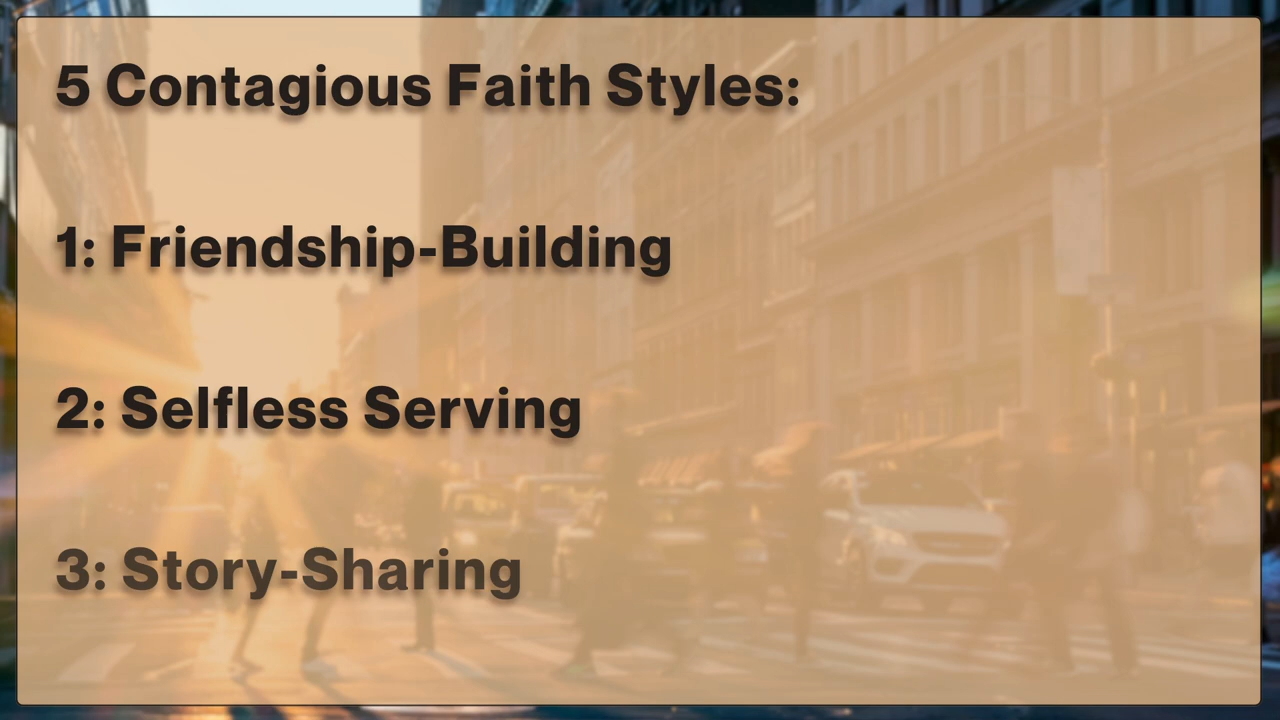 5 Contagious Faith Styles:
1: Friendship-Building
2: Selfless Serving
3: Story-Sharing